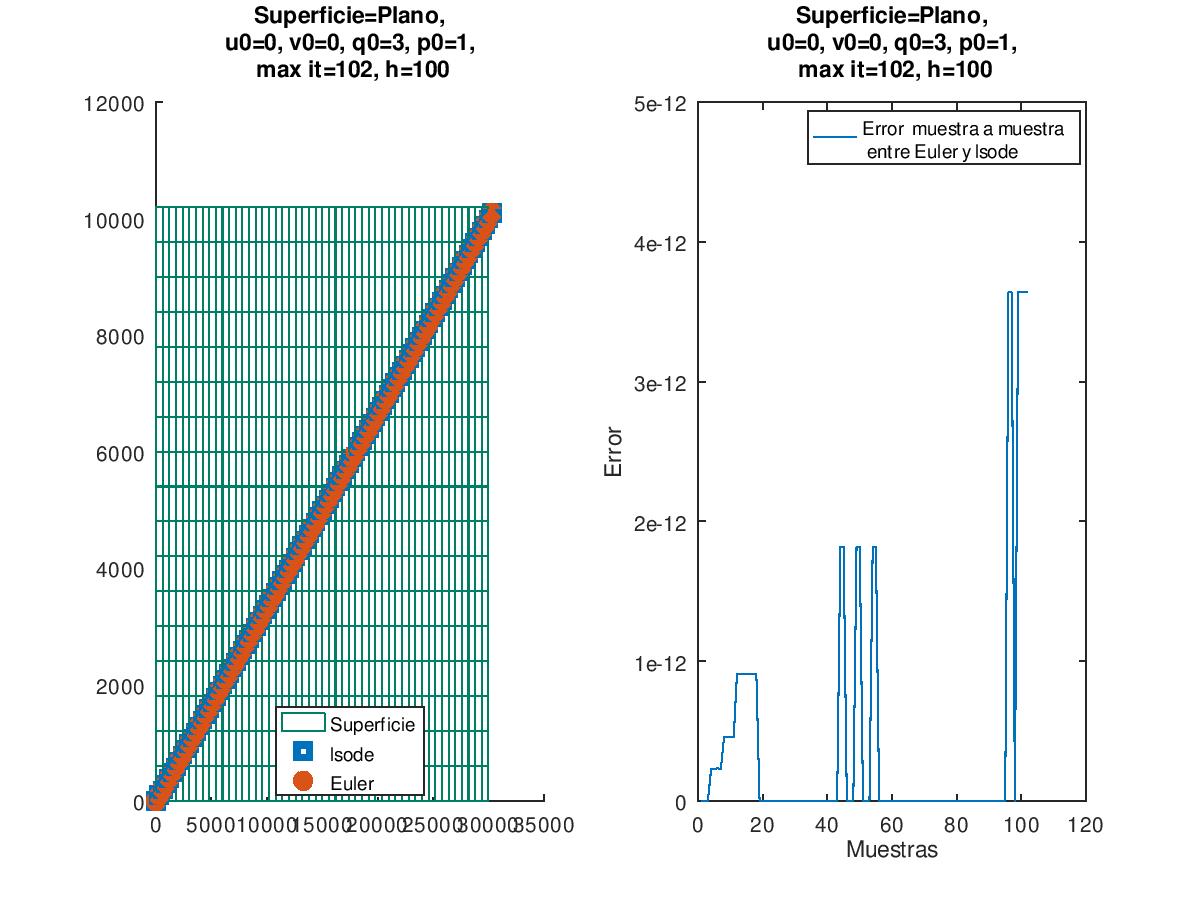 Superficie=Plano,
u0=0, v0=0, q0=3, p0=1,
max it=102, h=100
12000
10000
8000
6000
4000
2000
0
0 5000 10000 15000 20000 25000 30000 35000
Superficie
lsode
Euler
Superficie=Plano,
u0=0, v0=0, q0=3, p0=1,
max it=102, h=100
5e-12
4e-12
3e-12
2e-12
1e-12
0
Error
Error muestra a muestra
entre Euler y lsode
0 20 40 60 80 100 120
Muestras